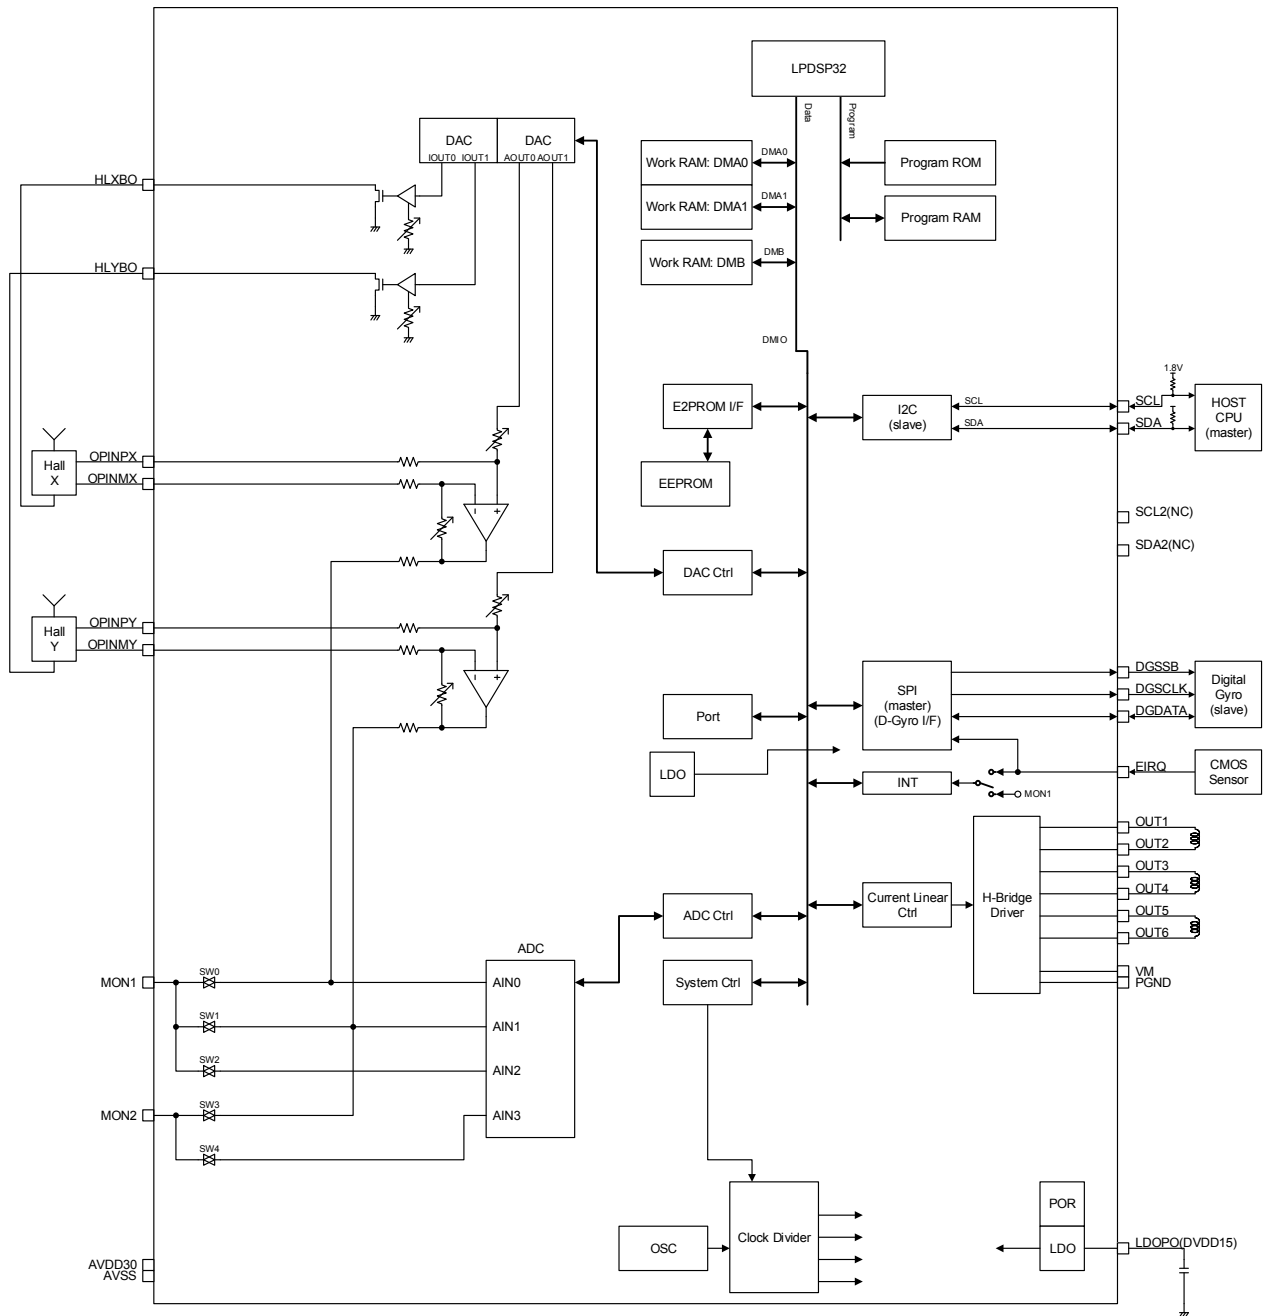 LPDSP32
Data
Program
DAC
DAC
IOUT0 IOUT1
AOUT0 AOUT1
DMA0
Work RAM: DMA0
Program ROM
HLXBO
DMA1
Work RAM: DMA1
Program RAM
DMB
Work RAM: DMB
HLYBO
DMIO
1.8V
E2PROM I/F
I2C
(slave)
SCL
SDA
SCL
SDA
HOST
CPU
(master)
EEPROM
Hall
X
OPINPX
OPINMX
SCL2(NC)
SDA2(NC)
DAC Ctrl
Hall
Y
OPINPY
OPINMY
SPI
(master)
(D-Gyro I/F)
DGSSB
DGSCLK
DGDATA
Digital
Gyro
(slave)
Port
LDO
INT
MON1
EIRQ
CMOS
Sensor
OUT1
OUT2
OUT3
OUT4
OUT5
OUT6
VM
PGND
Current Linear
Ctrl
H-Bridge
Driver
ADC Ctrl
System Ctrl
ADC
AIN0
AIN1
AIN2
AIN3
MON1
SW0
SW1
SW2
MON2
SW3
SW4
OSC
Clock Divider
POR
LDO
LDOPO(DVDD15)
AVDD30
AVSS